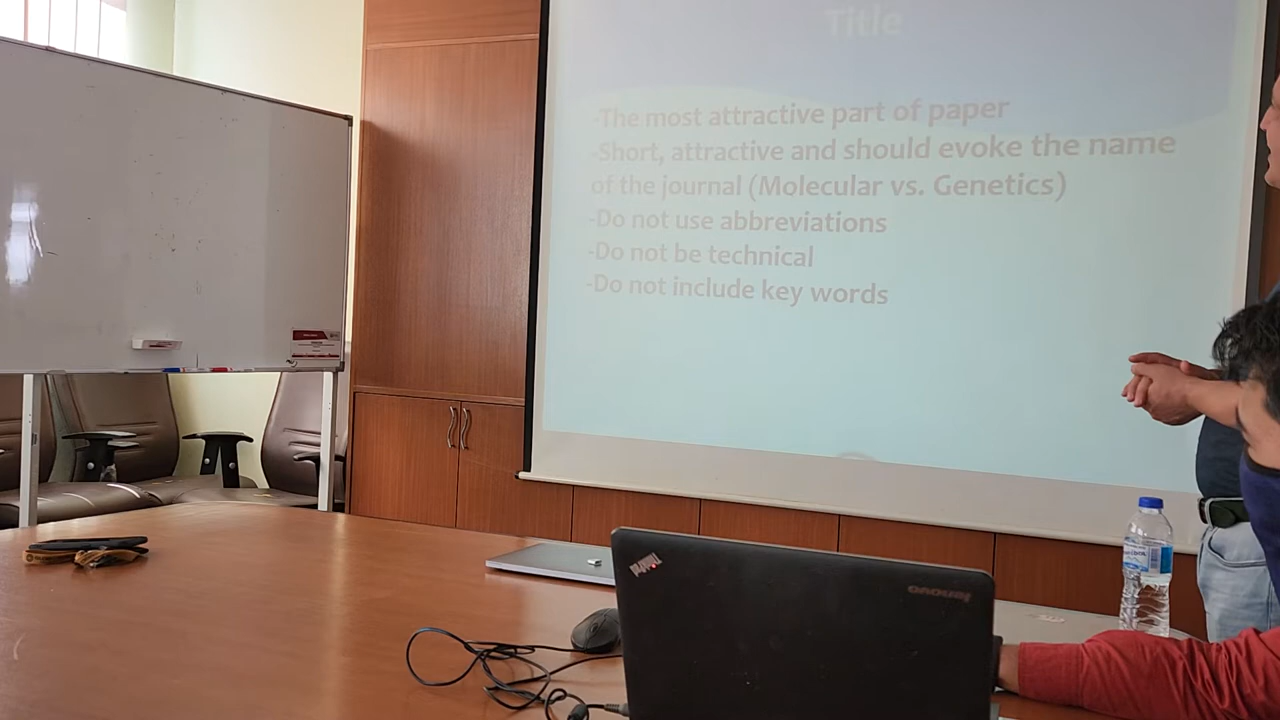 Title
-The most attractive part of paper
-Short, attractive and should evoke the name
of the journal (Molecular vs. Genetics)
-Do not use abbreviations
-Do not be technical
-Do not include key words
ThinkPad
lenovo